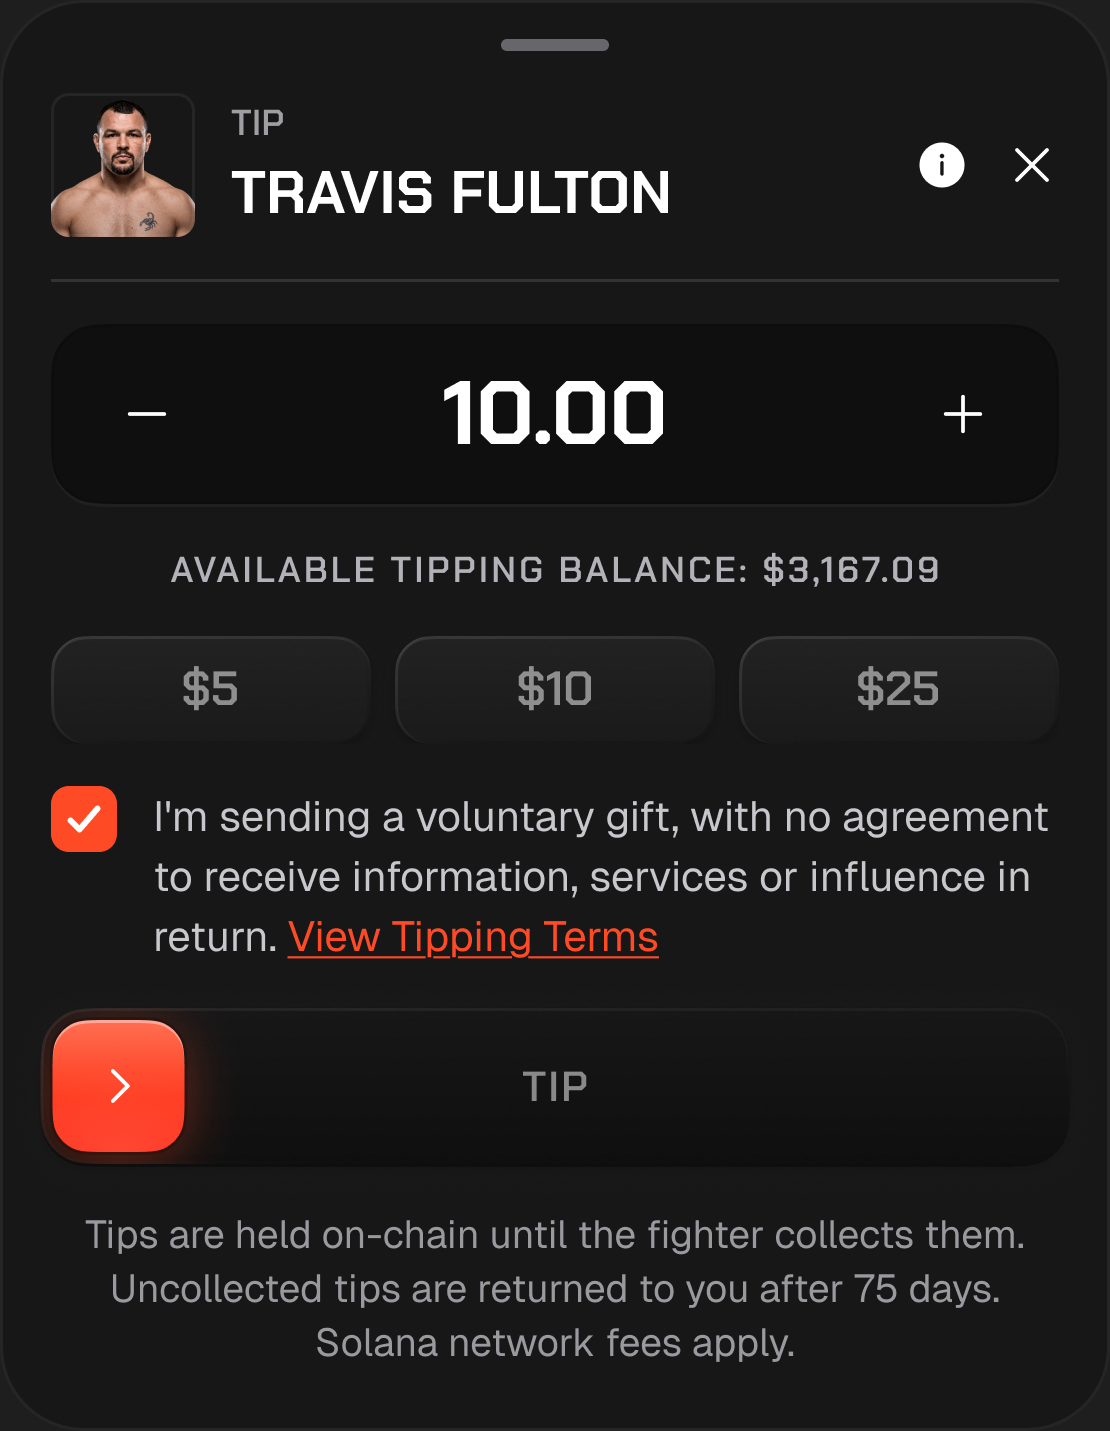 TIP
TRAVIS FULTON
10.00
AVAILABLE TIPPING BALANCE: $3,167.09
$5
$10
$25
I'm sending a voluntary gift, with no agreement
to receive information, services or influence in
return. View Tipping Terms
TIP
Tips are held on-chain until the fighter collects them.
Uncollected tips are returned to you after 75 days.
Solana network fees apply.